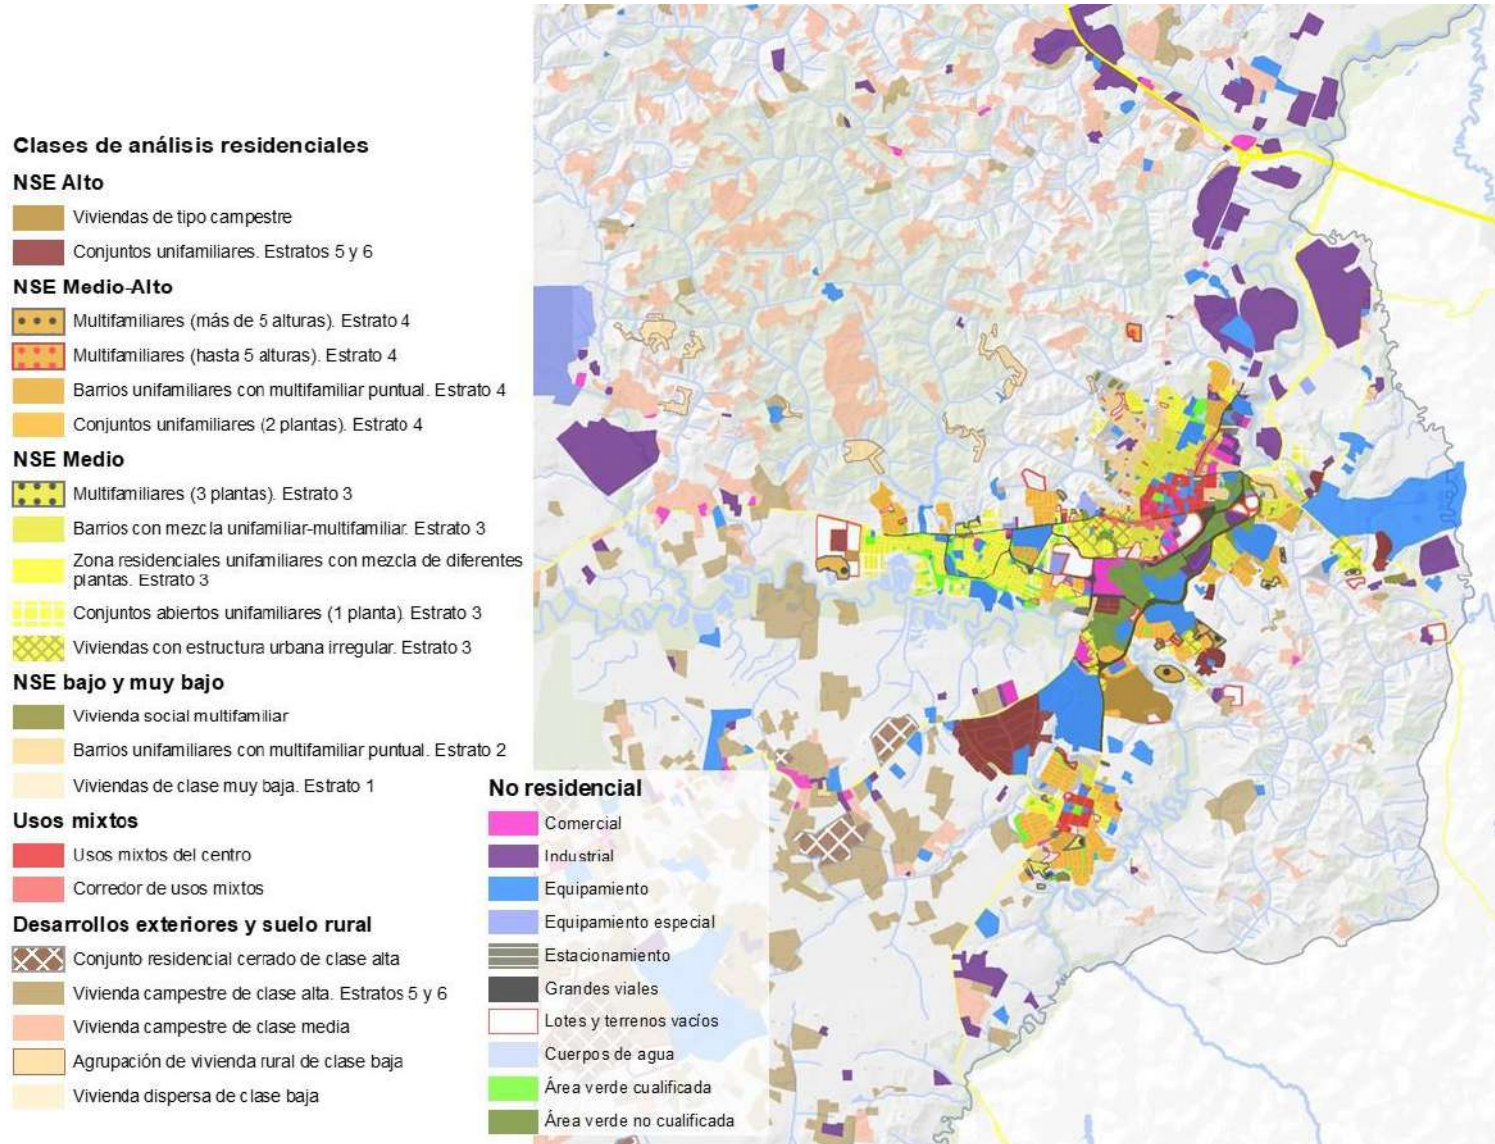 Clases de análisis residenciales
NSE Alto
Viviendas de tipo campestre
Conjuntos unifamiliares. Estratos 5 y 6
NSE Medio-Alto
Multifamiliares (más de 5 alturas). Estrato 4
Multifamiliares (hasta 5 alturas). Estrato 4
Barrios unifamiliares con multifamiliar puntual. Estrato 4
Conjuntos unifamiliares (2 plantas). Estrato 4
NSE Medio
Multifamiliares (3 plantas). Estrato 3
Barrios con mezcla unifamiliar-multifamiliar. Estrato 3
Zona residenciales unifamiliares con mezcla de diferentes
plantas. Estrato 3
Conjuntos abiertos unifamiliares (1 planta). Estrato 3
Viviendas con estructura urbana irregular. Estrato 3
NSE bajo y muy bajo
Vivienda social multifamiliar
Barrios unifamiliares con multifamiliar puntual. Estrato 2
Viviendas de clase muy baja. Estrato 1
Usos mixtos
Usos mixtos del centro
Corredor de usos mixtos
Desarrollos exteriores y suelo rural
Conjunto residencial cerrado de clase alta
Vivienda campestre de clase alta. Estratos 5 y 6
Vivienda campestre de clase media
Agrupación de vivienda rural de clase baja
Vivienda dispersa de clase baja
No residencial
Comercial
Industrial
Equipamiento
Equipamiento especial
Estacionamiento
Grandes viales
Lotes y terrenos vacíos
Cuerpos de agua
Área verde cualificada
Área verde no cualificada